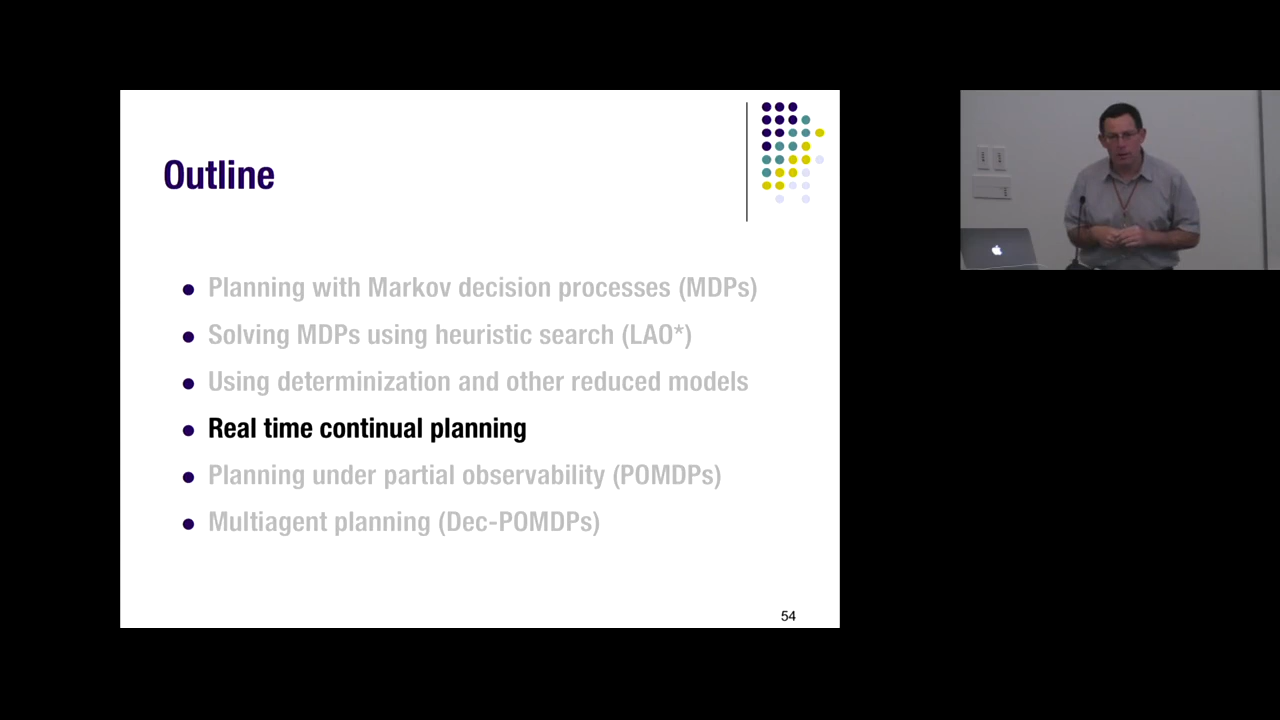 Outline
Planning with Markov decision processes (MDPs)
Solving MDPs using heuristic search (LAO*)
Using determinization and other reduced models
Real time continual planning
Planning under partial observability (POMDPs)
Multiagent planning (Dec-POMDPs)
54